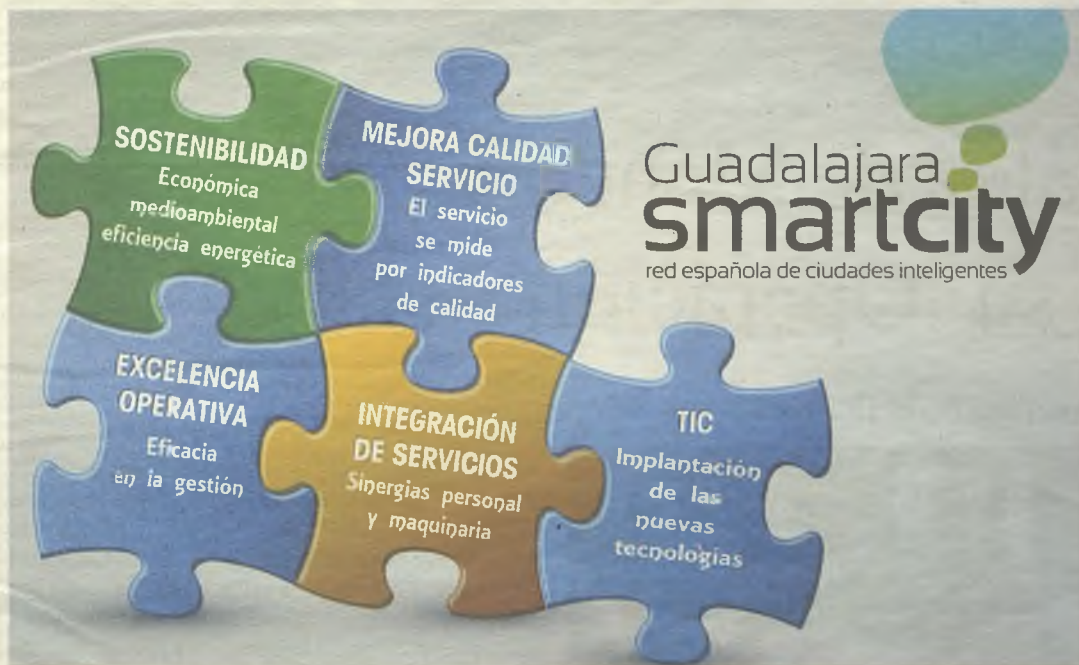 SOSTENIBILIDAD
Económica
medioambiental
eficiencia energética
MEJORA CALIDAD
SERVICIO
El servicio
se mide
por indicadores
de calidad
Guadalajara
smartcity
red española de ciudades inteligentes
EXCELENCIA
OPERATIVA
Eficacia
en la gestión
INTEGRACIÓN
DE SERVICIOS
Sinergias personal
y maquinaria
TIC
Implantación
de las
nuevas
tecnologías